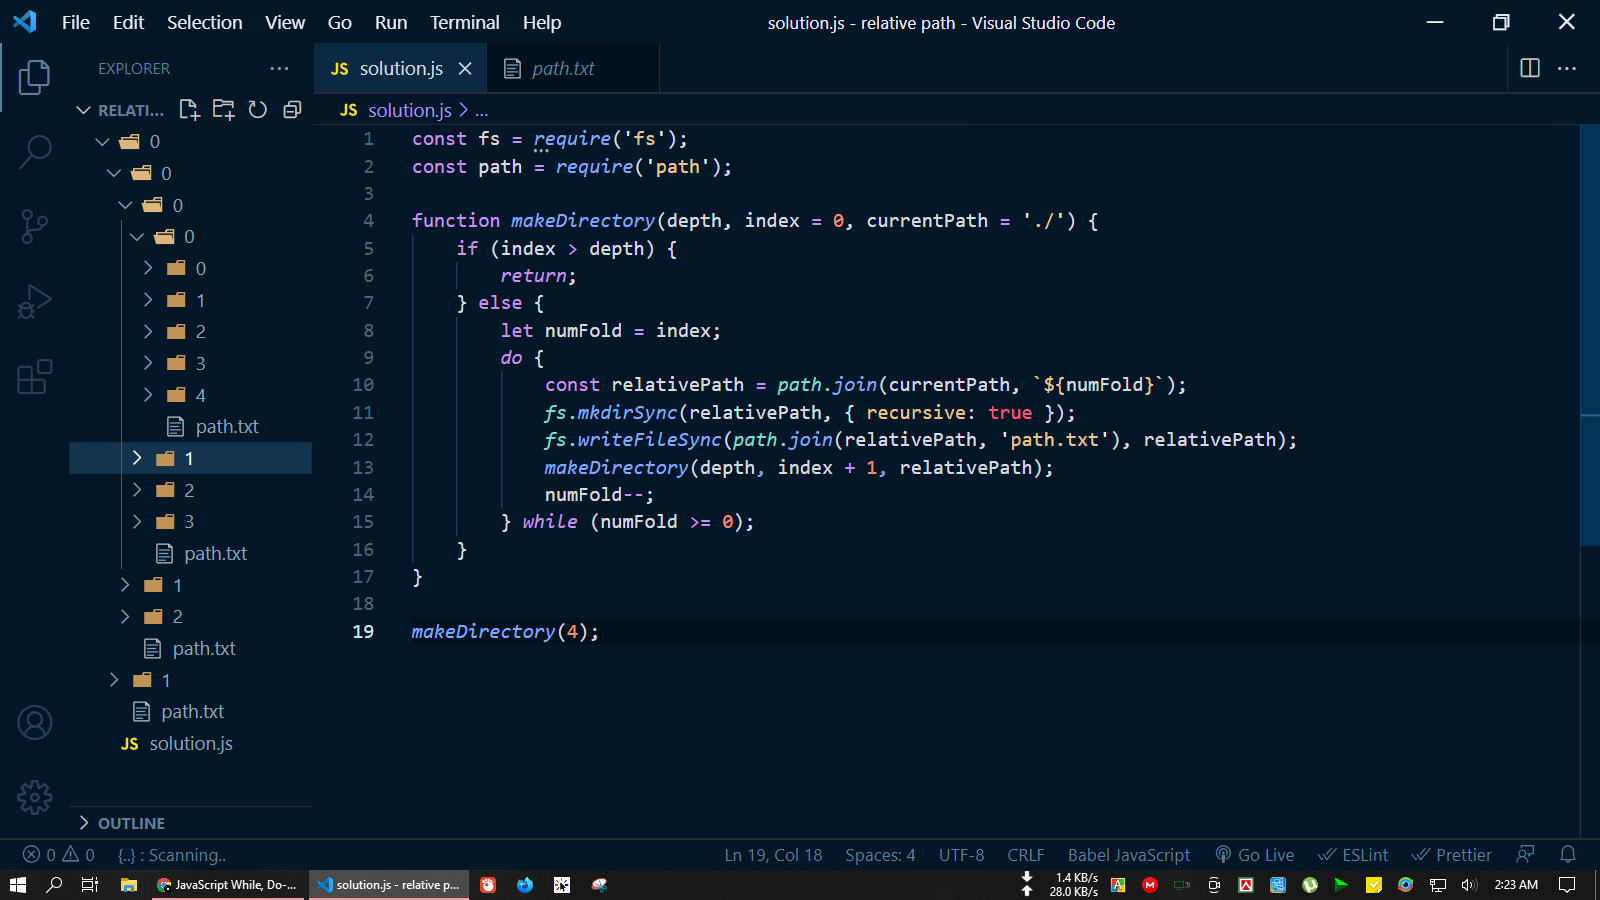 File Edit Selection View Go Run Terminal Help
solution.js - relative path - Visual Studio Code
EXPLORER
RELATI...
0
0
0
0
0
1
2
3
4
path.txt
1
2
3
path.txt
1
2
path.txt
1
path.txt
JS solution.js
OUTLINE
JS solution.js
path.txt
JS solution.js > ...
1 const fs = require('fs');
2 const path = require('path');
3
4 function makeDirectory(depth, index = 0, currentPath = './') {
5 if (index > depth) {
6 return;
7 } else {
8 let numFold = index;
9 do {
10 const relativePath = path.join(currentPath, `${numFold}`);
11 fs.mkdirSync(relativePath, { recursive: true });
12 fs.writeFileSync(path.join(relativePath, 'path.txt'), relativePath);
13 makeDirectory(depth, index + 1, relativePath);
14 numFold--;
15 } while (numFold >= 0);
16 }
17 }
18
19 makeDirectory(4);
0 0 {..} : Scanning.. Ln 19, Col 18 Spaces: 4 UTF-8 CRLF Babel JavaScript Go Live ESLint Prettier
JavaScript While, Do-... solution.js - relative p... 1.4 KB/s 2:23 AM
28.0 KB/s